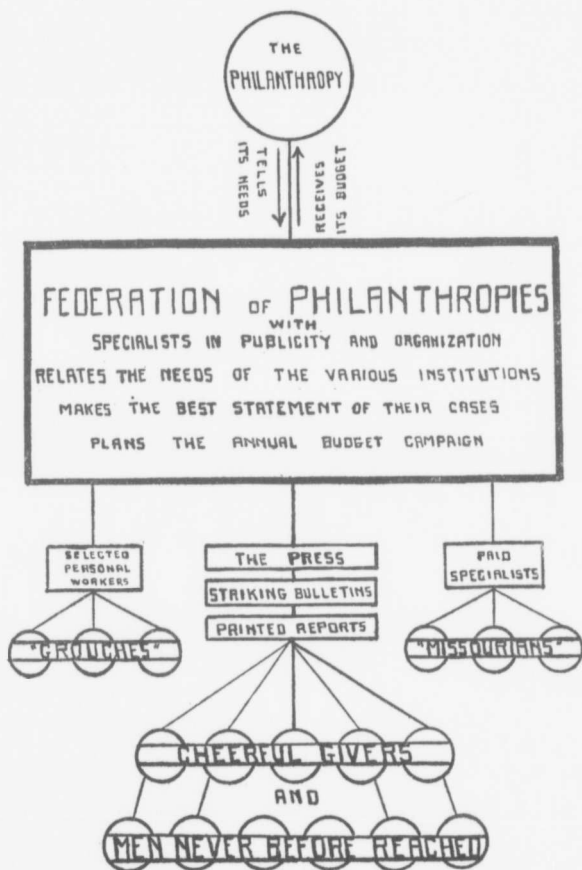 THE
PHILANTHROPY
TELLS
ITS NEEDS
RECEIVES
ITS BUDGET
FEDERATION OF PHILANTHROPIES
WITH
SPECIALISTS IN PUBLICITY AND ORGANIZATION
RELATES THE NEEDS OF THE VARIOUS INSTITUTIONS
MAKES THE BEST STATEMENT OF THEIR CASES
PLANS THE ANNUAL BUDGET CAMPAIGN
SELECTED
PERSONAL
WORKERS
"GROUCHES"
THE PRESS
STRIKING BULLETINS
PRINTED REPORTS
PAID
SPECIALISTS
"MISSOURIANS"
CHEERFUL GIVERS
AND
MEN NEVER BEFORE REACHED